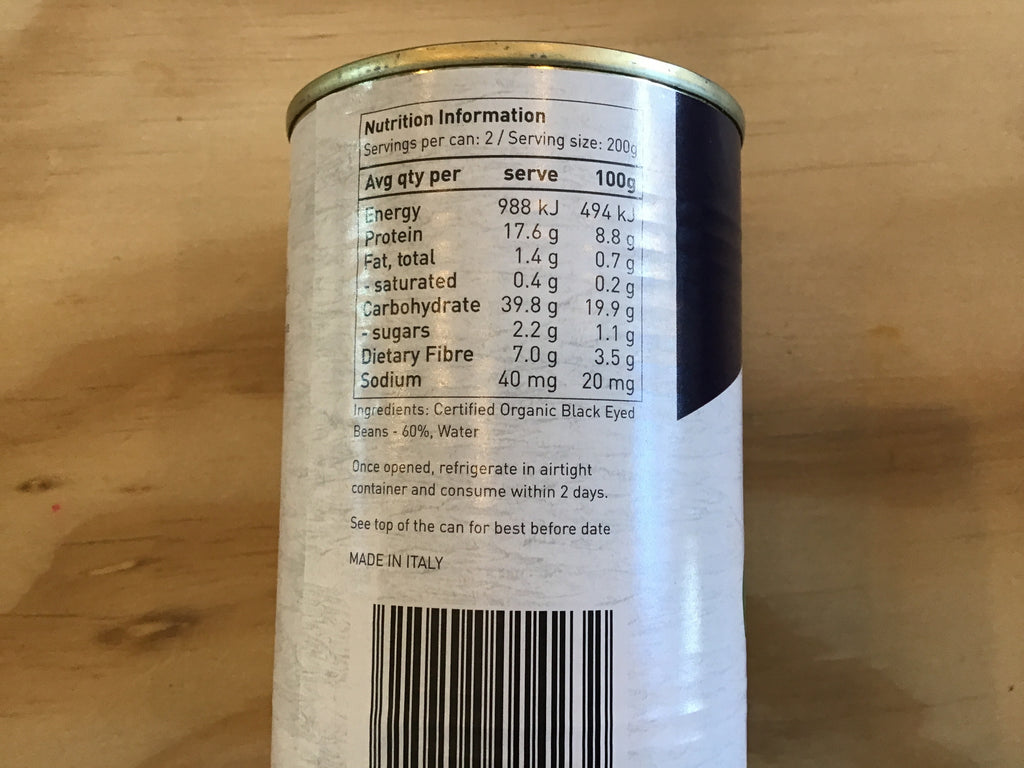 Nutrition Information
Servings per can: 2 / Serving size: 200g
Avg qty per serve 100g
Energy 988 kJ 494 kJ
Protein 17.6 g 8.8 g
Fat, total 1.4 g 0.7 g
- saturated 0.4 g 0.2 g
Carbohydrate 39.8 g 19.9 g
- sugars 2.2 g 1.1 g
Dietary Fibre 7.0 g 3.5 g
Sodium 40 mg 20 mg
Ingredients: Certified Organic Black Eyed
Beans - 60%, Water
Once opened, refrigerate in airtight
container and consume within 2 days.
See top of the can for best before date
MADE IN ITALY